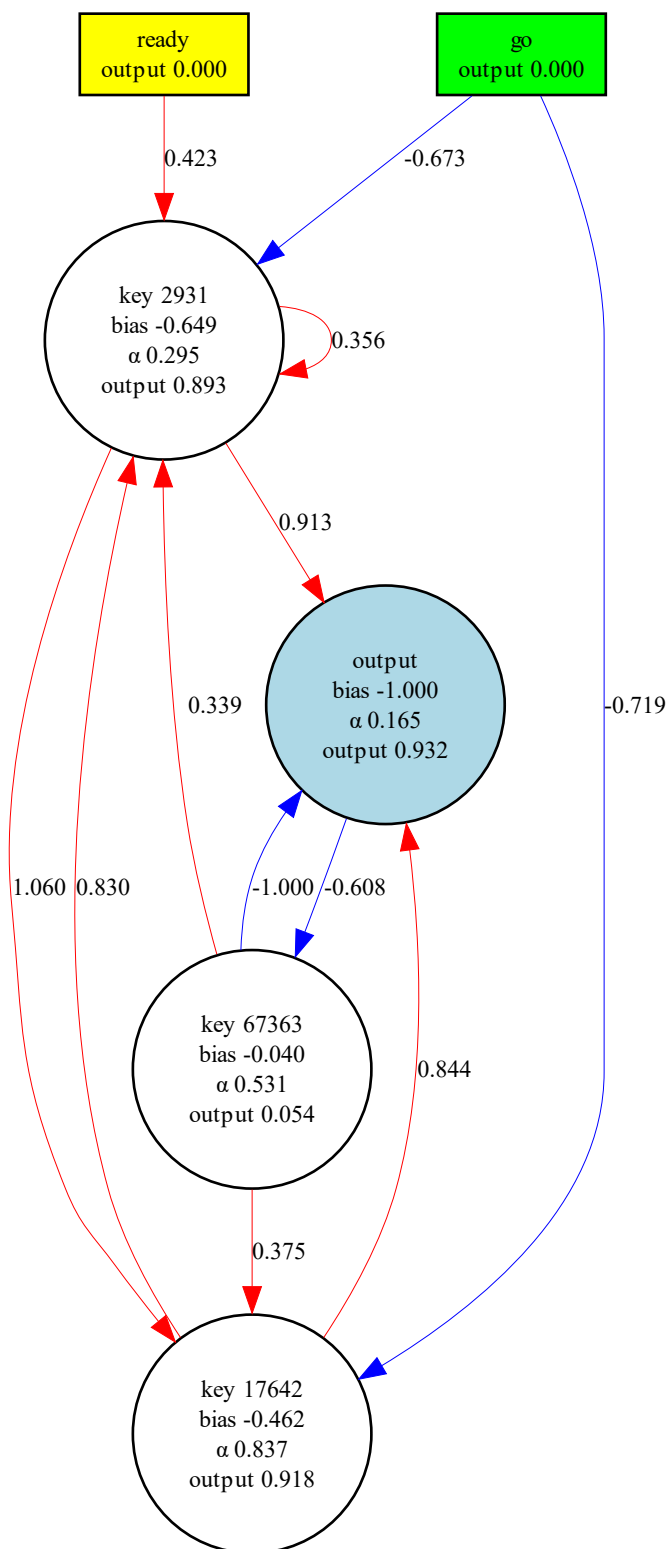 ready
output 0.000
go
output 0.000
0.423
-0.673
key 2931
bias -0.649
α 0.295
output 0.893
0.356
0.913
output
bias -1.000
α 0.165
output 0.932
0.339
-0.719
1.060
0.830
-1.000
-0.608
key 67363
bias -0.040
α 0.531
output 0.054
0.844
0.375
key 17642
bias -0.462
α 0.837
output 0.918